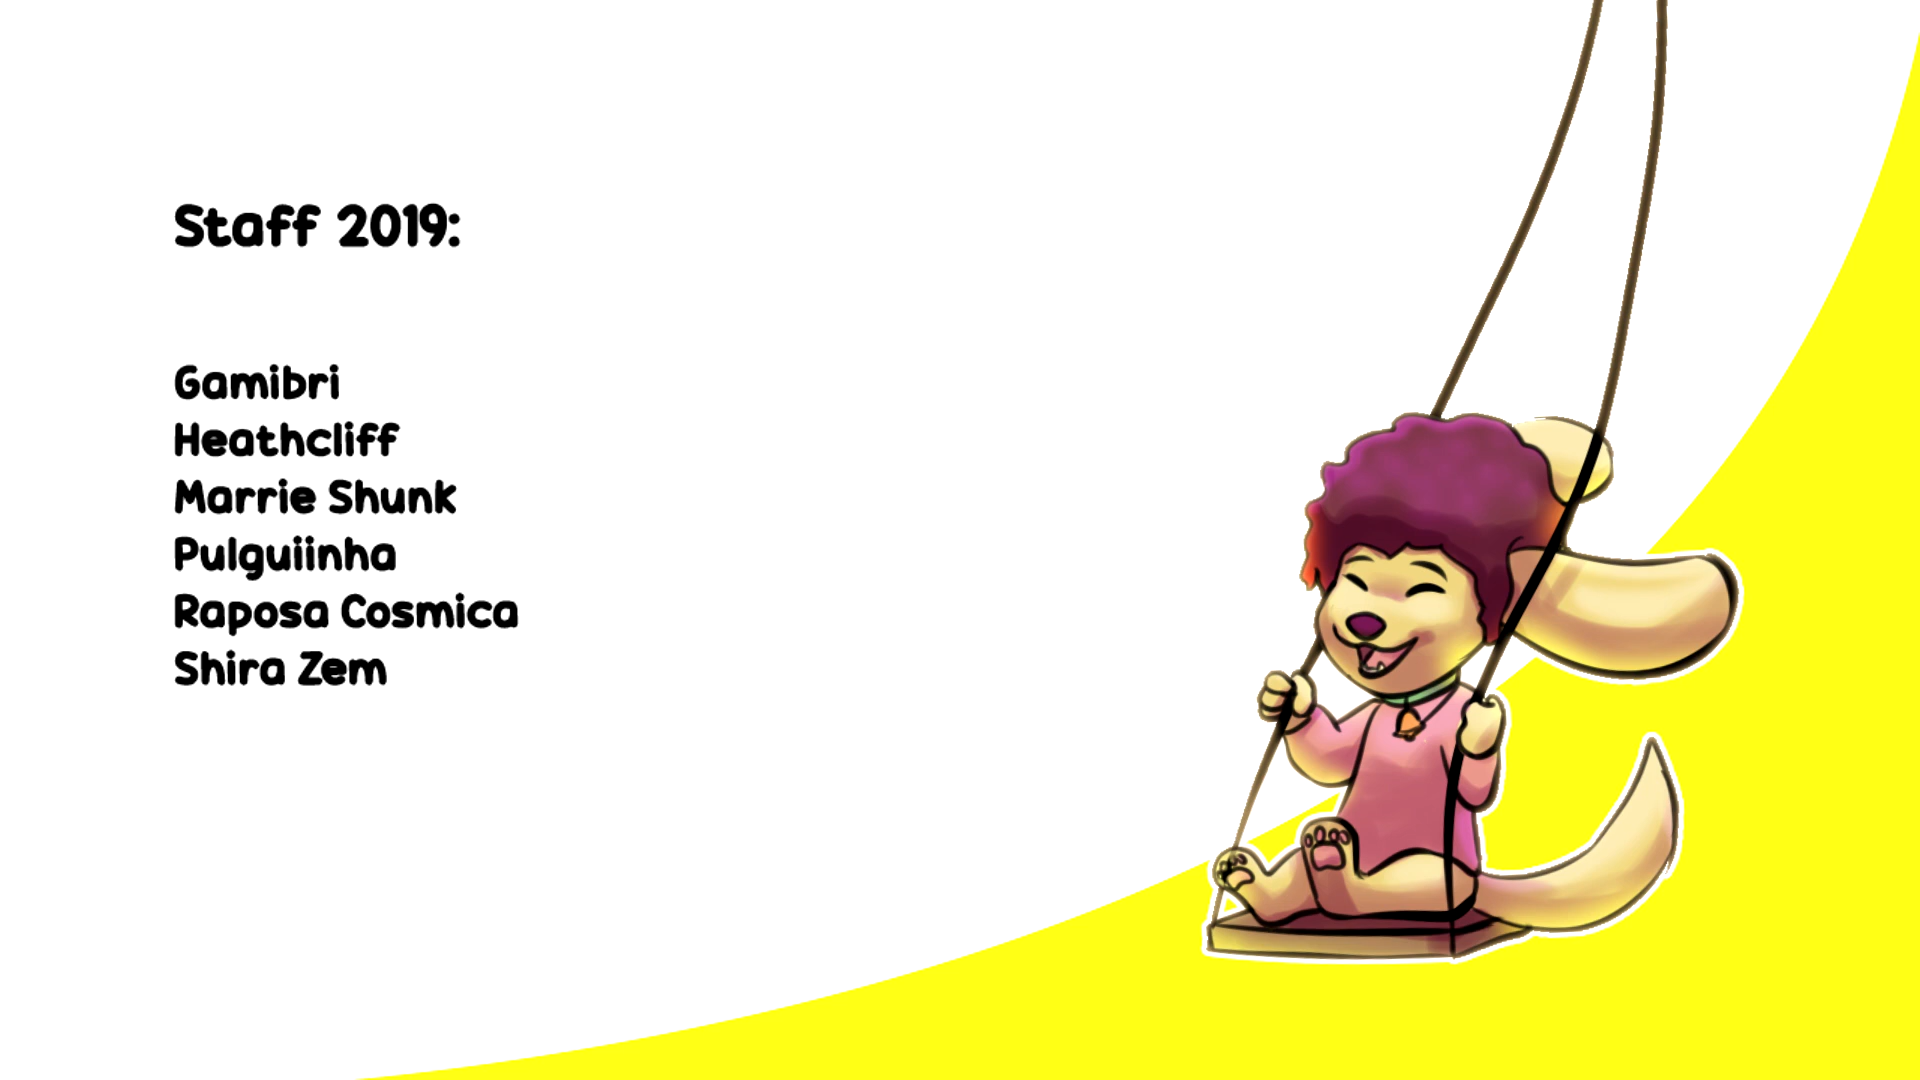 Staff 2019:
Gamibri
Heathcliff
Marrie Shunk
Pulguiinha
Raposa Cosmica
Shira Zem